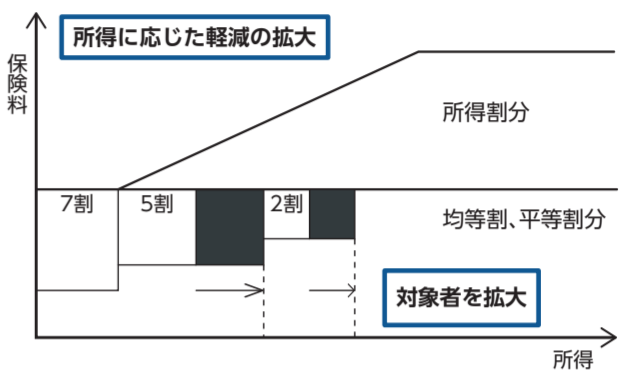 所得に応じた軽減の拡大
保険料
所得割分
7割
5割
2割
均等割、平等割分
対象者を拡大
所得